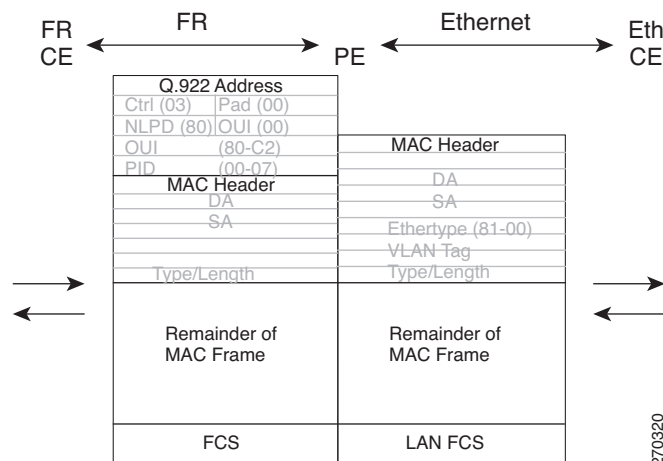 FR CE
FR
PE
Ethernet
Eth CE
Q.922 Address
Ctrl (03) Pad (00)
NLPD (80) OUI (00)
OUI (80-C2)
PID (00-07)
MAC Header
DA
SA
Type/Length
Remainder of
MAC Frame
FCS
MAC Header
DA
SA
Ethertype (81-00)
VLAN Tag
Type/Length
Remainder of
MAC Frame
LAN FCS
270320